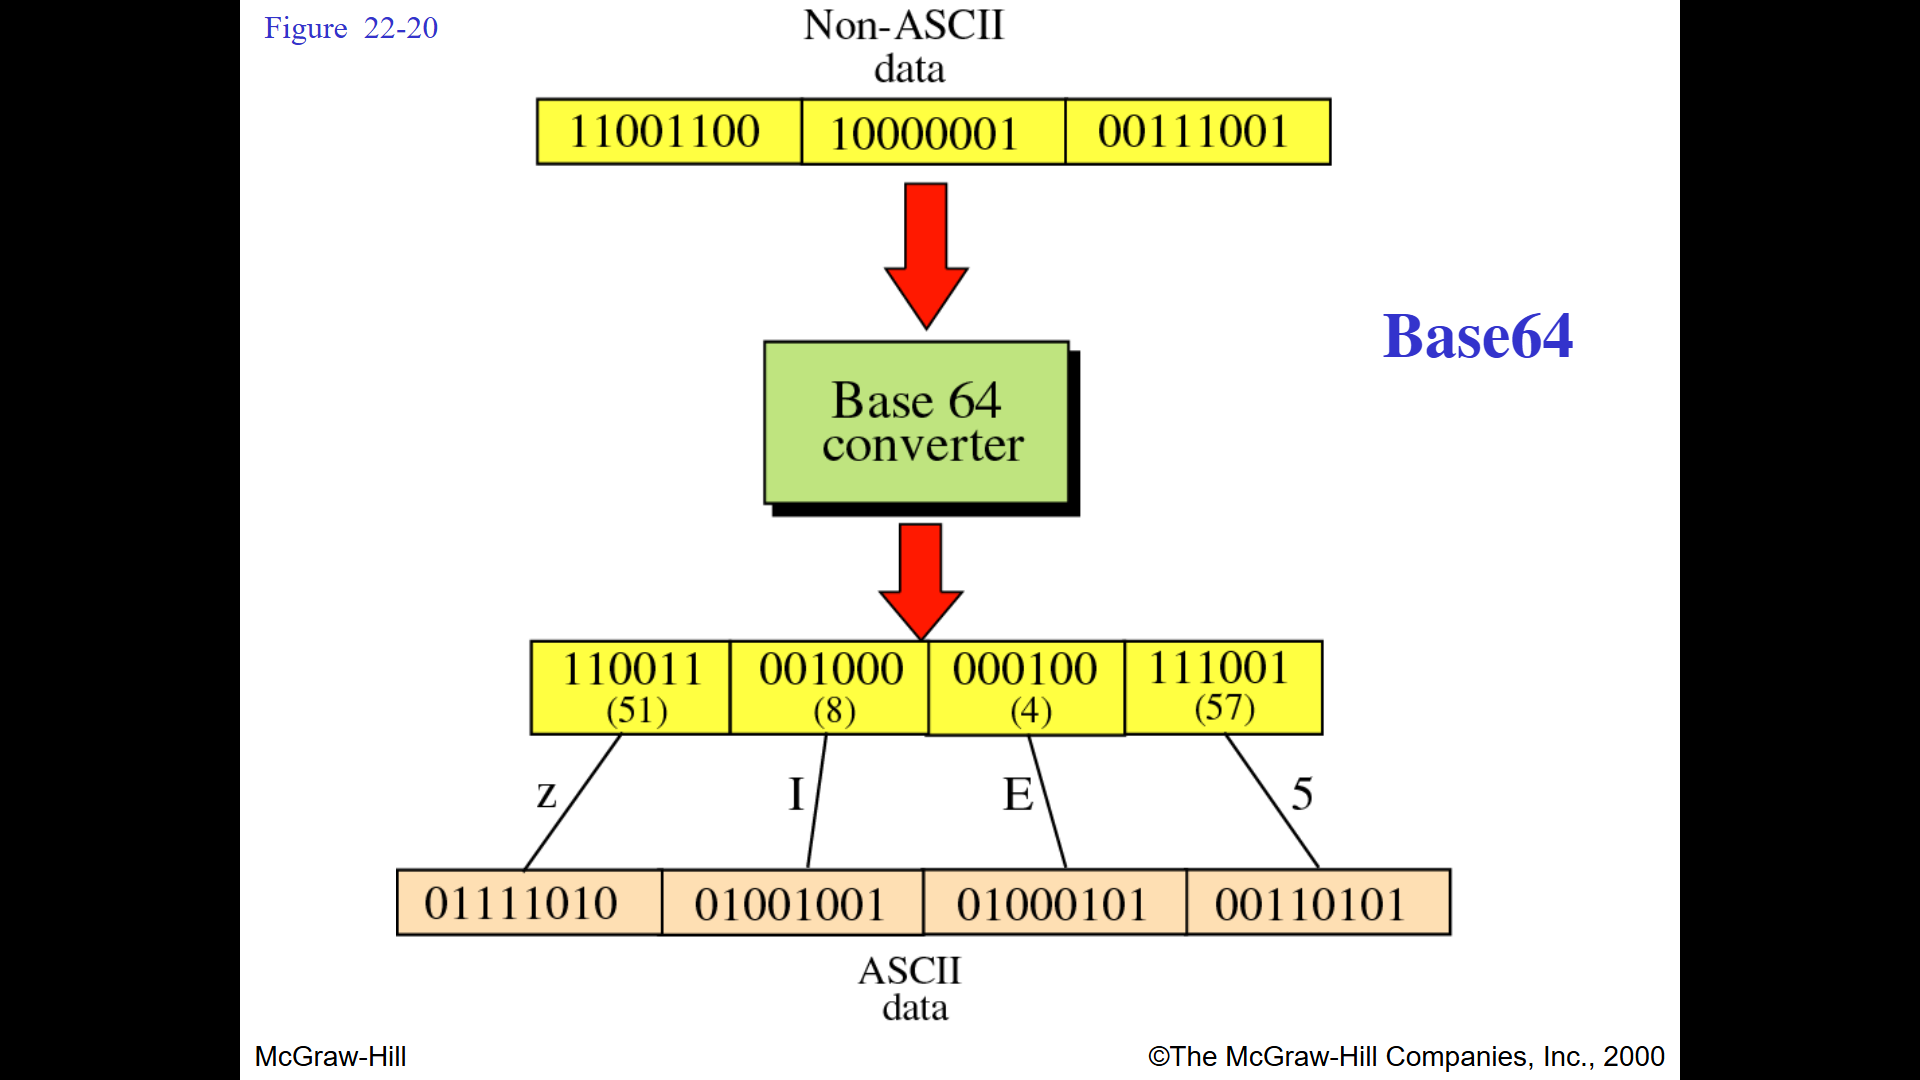 Figure 22-20
Non-ASCII
data
11001100 10000001 00111001
Base64
Base 64
converter
110011 001000 000100 111001
(51) (8) (4) (57)
z I E 5
01111010 01001001 01000101 00110101
ASCII
data
McGraw-Hill ©The McGraw-Hill Companies, Inc., 2000